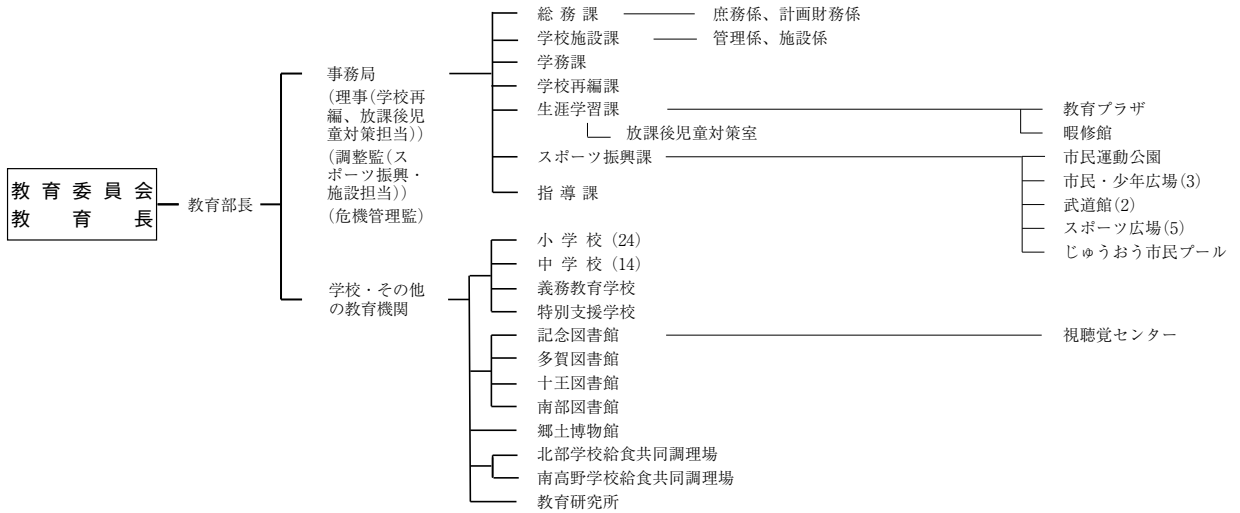 教育委員会
教育長
教育部長
事務局
(理事(学校再
編、放課後児
童対策担当))
(調整監(ス
ポーツ振興・
施設担当))
(危機管理監)
総務課 庶務係、計画財務係
学校施設課 管理係、施設係
学務課
学校再編課
生涯学習課 教育プラザ
放課後児童対策室 暇修館
スポーツ振興課 市民運動公園
市民・少年広場(3)
指導課 武道館(2)
スポーツ広場(5)
じゅうおう市民プール
学校・その他
の教育機関
小学校(24)
中学校(14)
義務教育学校
特別支援学校
記念図書館 視聴覚センター
多賀図書館
十王図書館
南部図書館
郷土博物館
北部学校給食共同調理場
南高野学校給食共同調理場
教育研究所